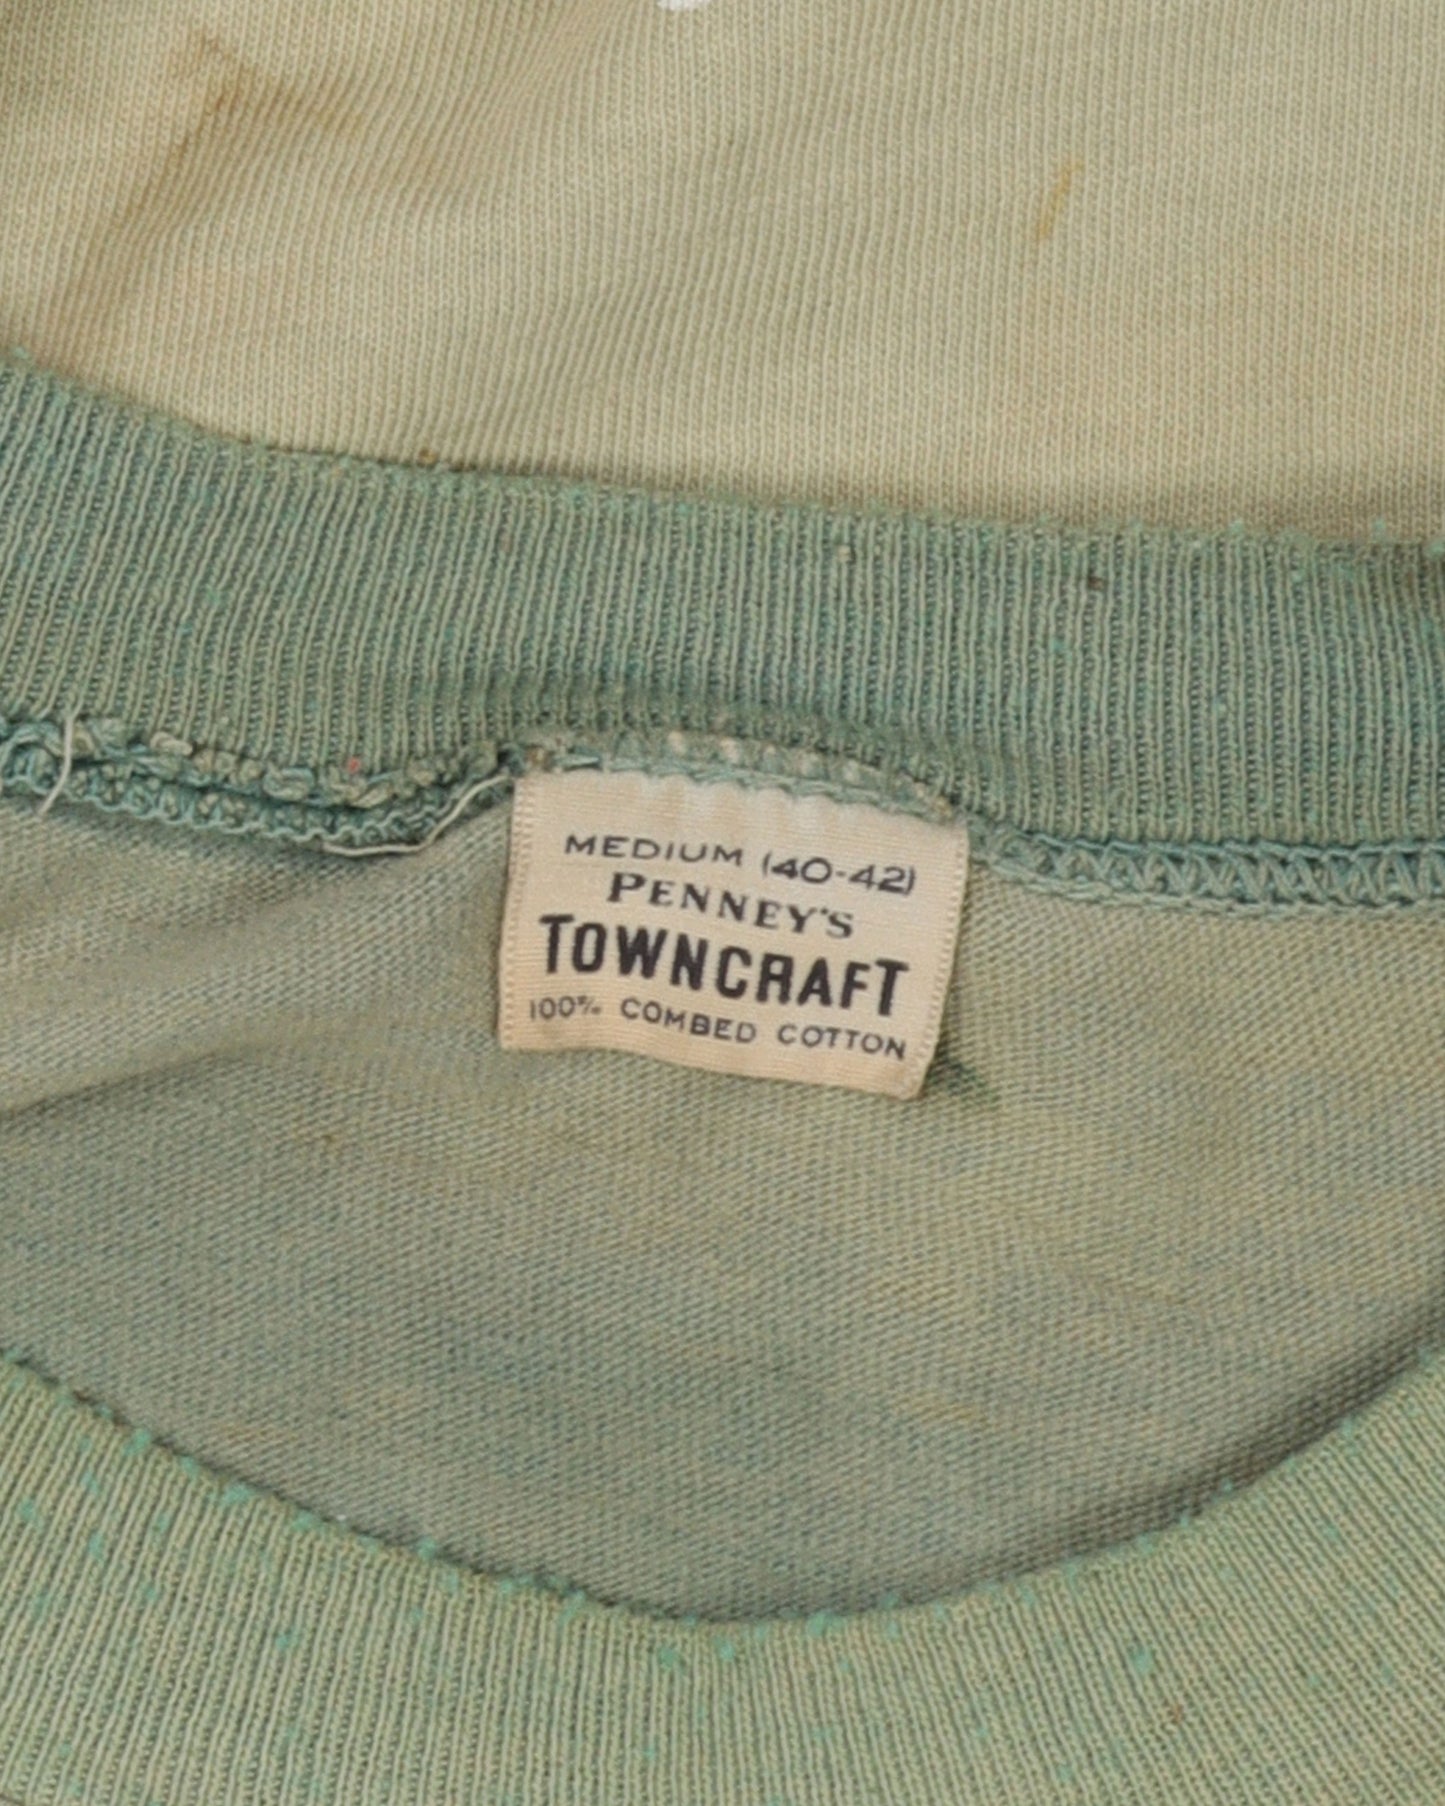 MEDIUM (40-42)
PENNEY'S
TOWNCRAFT
100% COMBED COTTON